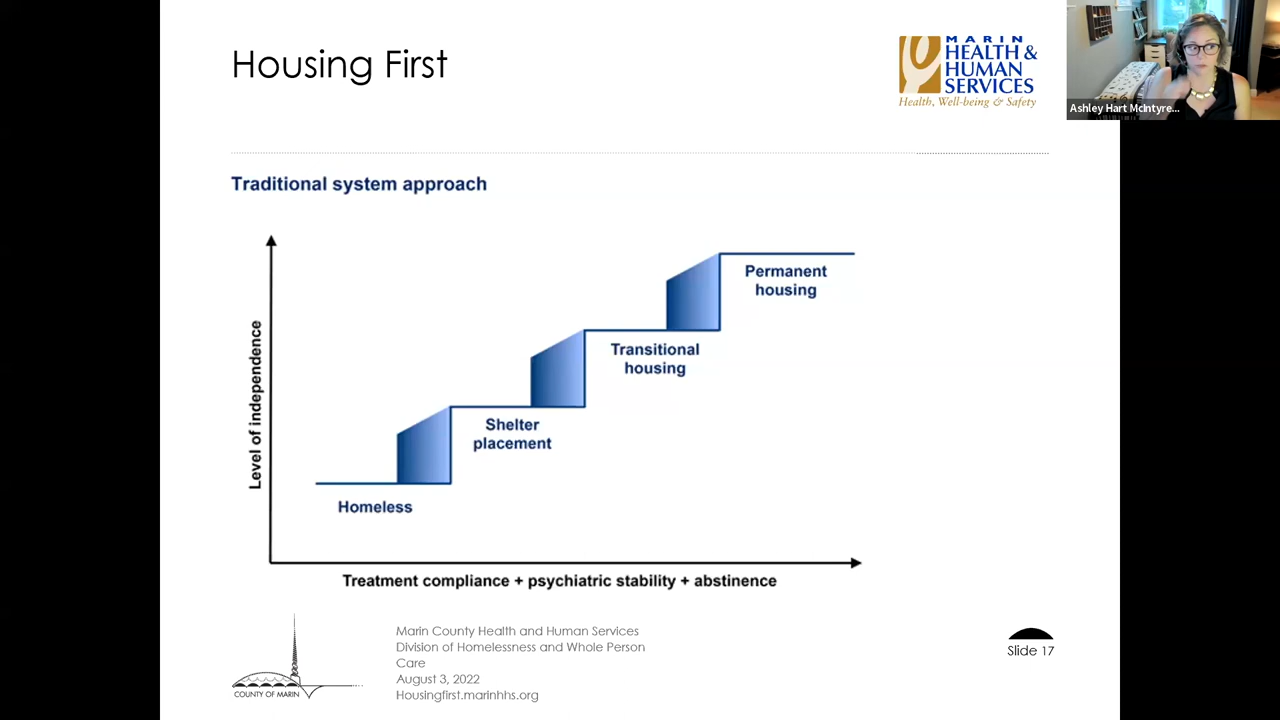 Housing First
MARIN
HEALTH &
HUMAN
SERVICES
Health, Well-being & Safety
Ashley Hart McIntyre...
Traditional system approach
Level of independence
Permanent
housing
Transitional
housing
Shelter
placement
Homeless
Treatment compliance + psychiatric stability + abstinence
COUNTY OF MARIN
Marin County Health and Human Services
Division of Homelessness and Whole Person
Care
August 3, 2022
Housingfirst.marinhhs.org
Slide 17